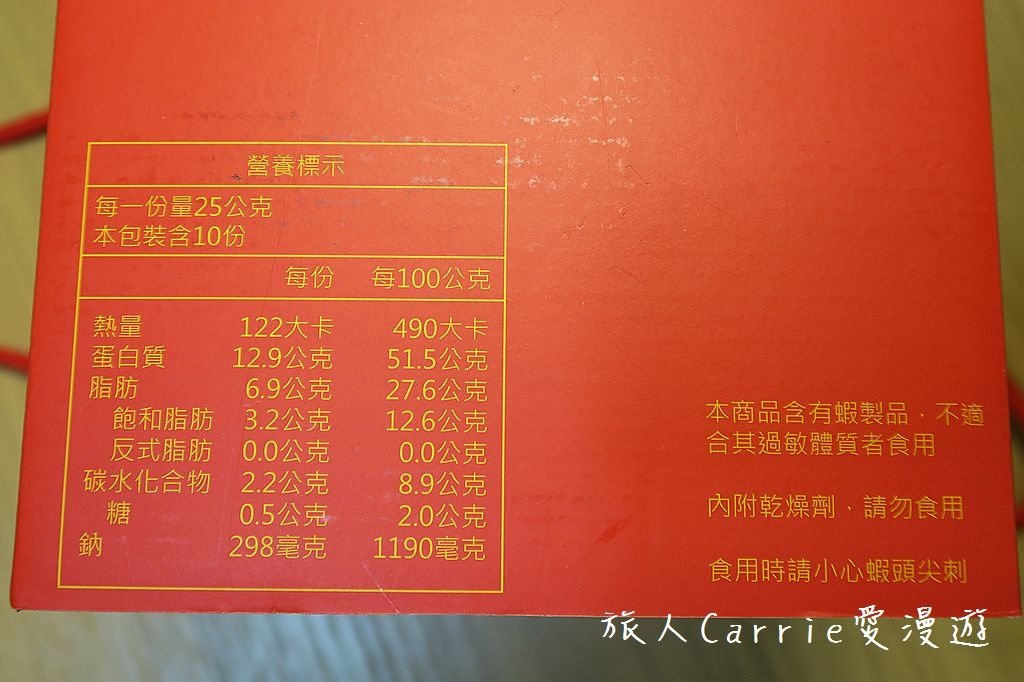 營養標示
每一份量25公克
本包裝含10份
每份 每100公克
熱量 122大卡 490大卡
蛋白質 12.9公克 51.5公克
脂肪 6.9公克 27.6公克
飽和脂肪 3.2公克 12.6公克
反式脂肪 0.0公克 0.0公克
碳水化合物 2.2公克 8.9公克
糖 0.5公克 2.0公克
鈉 298毫克 1190毫克
本商品含有蝦製品，不適
合其過敏體質者食用
內附乾燥劑，請勿食用
食用時請小心蝦頭尖刺
旅人Carrie愛漫遊